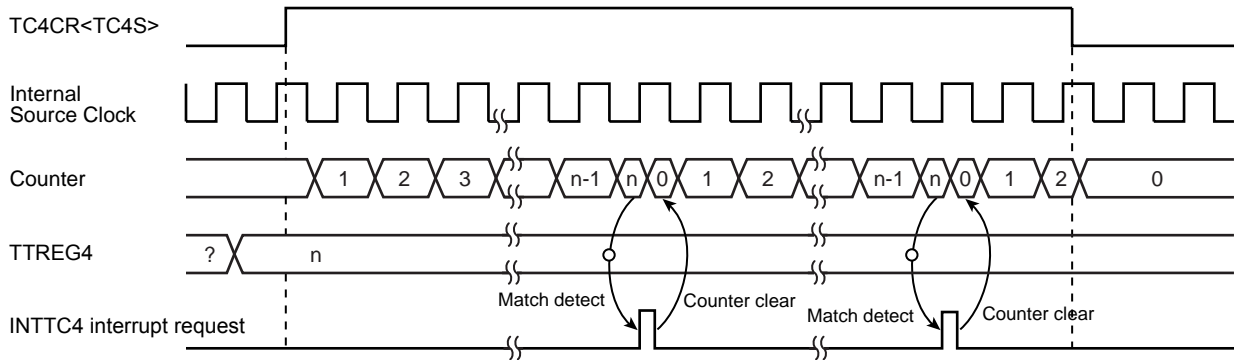 TC4CR<TC4S>
Internal
Source Clock
Counter
1 2 3 n-1 n 0 1 2 n-1 n 0 1 2 0
TTREG4
? n
Match detect Counter clear Match detect Counter clear
INTTC4 interrupt request